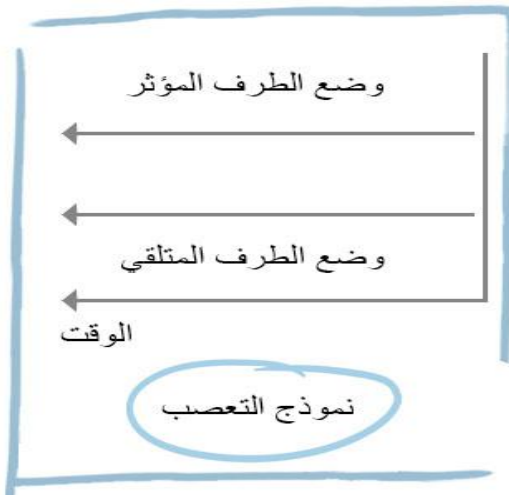 وضع الطرف المؤثر
وضع الطرف المتلقي
الوقت
نموذج التعصب